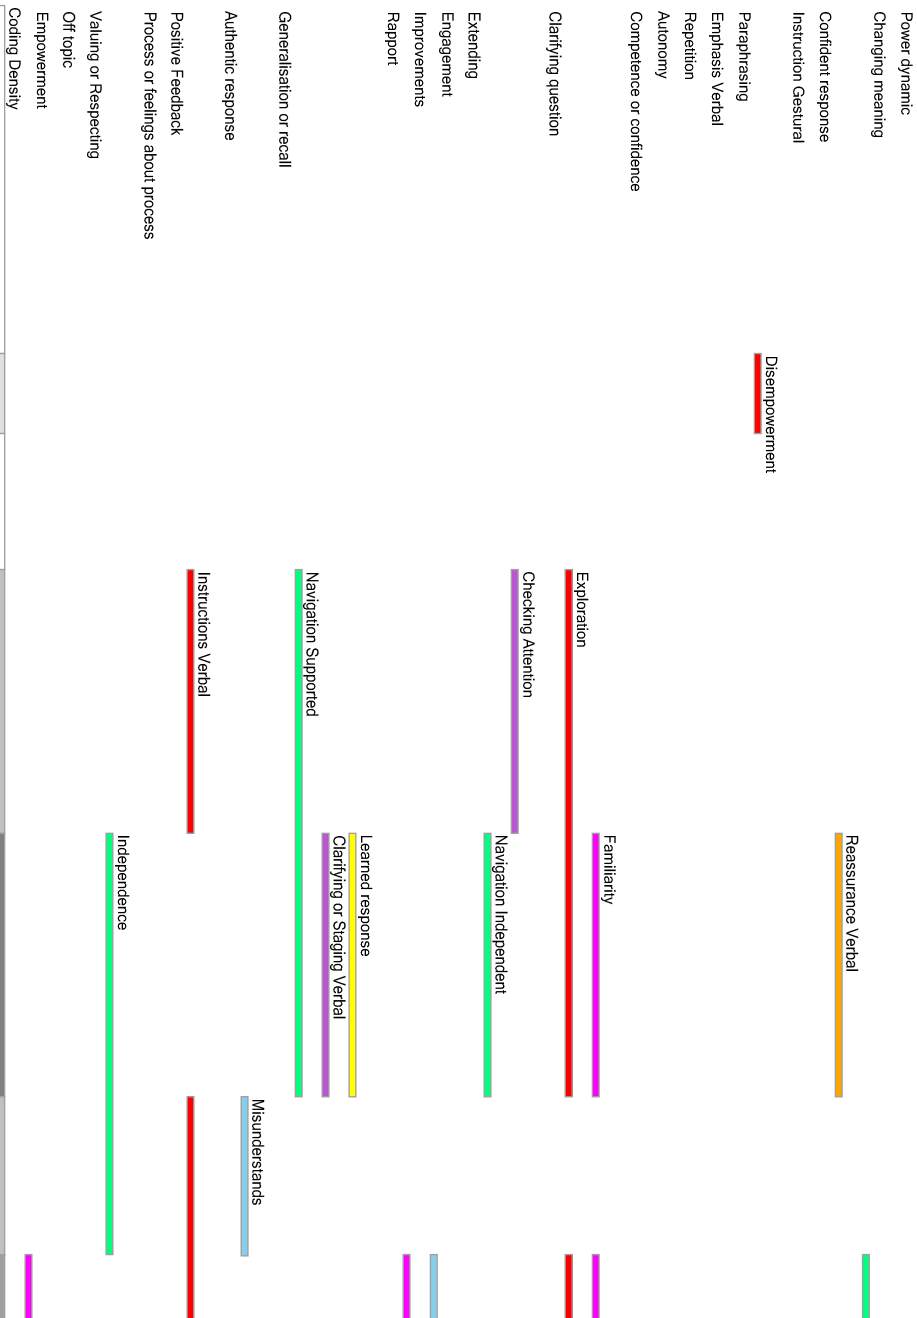 Power dynamic
Changing meaning
Reassurance Verbal
Confident response
Instruction Gestural
Disempowerment
Paraphrasing
Emphasis Verbal
Repetition
Autonomy
Competence or confidence
Familiarity
Exploration
Clarifying question
Checking Attention
Navigation Independent
Extending
Engagement
Improvements
Rapport
Learned response
Clarifying or Staging Verbal
Navigation Supported
Generalisation or recall
Misunderstands
Authentic response
Instructions Verbal
Positive Feedback
Process or feelings about process
Independence
Valuing or Respecting
Off topic
Empowerment
Coding Density